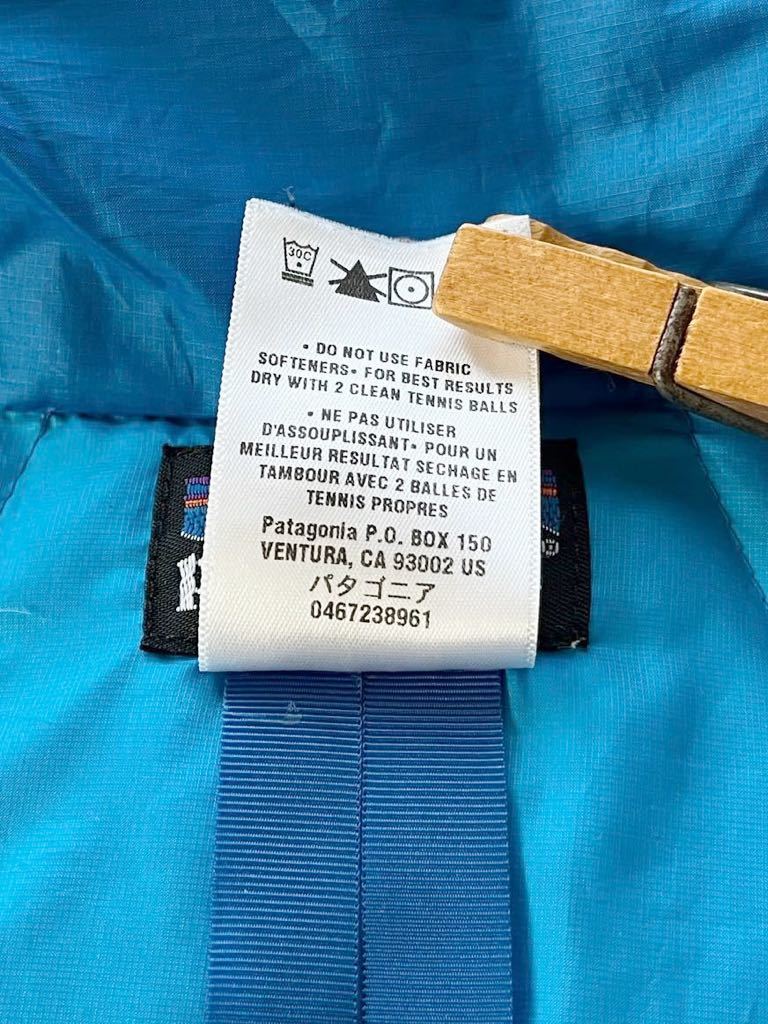 30C
• DO NOT USE FABRIC
SOFTENERS• FOR BEST RESULTS
DRY WITH 2 CLEAN TENNIS BALLS
• NE PAS UTILISER
D'ASSOUPLISSANT• POUR UN
MEILLEUR RESULTAT SECHAGE EN
TAMBOUR AVEC 2 BALLES DE
TENNIS PROPRES
Patagonia P.O. BOX 150
VENTURA, CA 93002 US
パタゴニア
0467238961